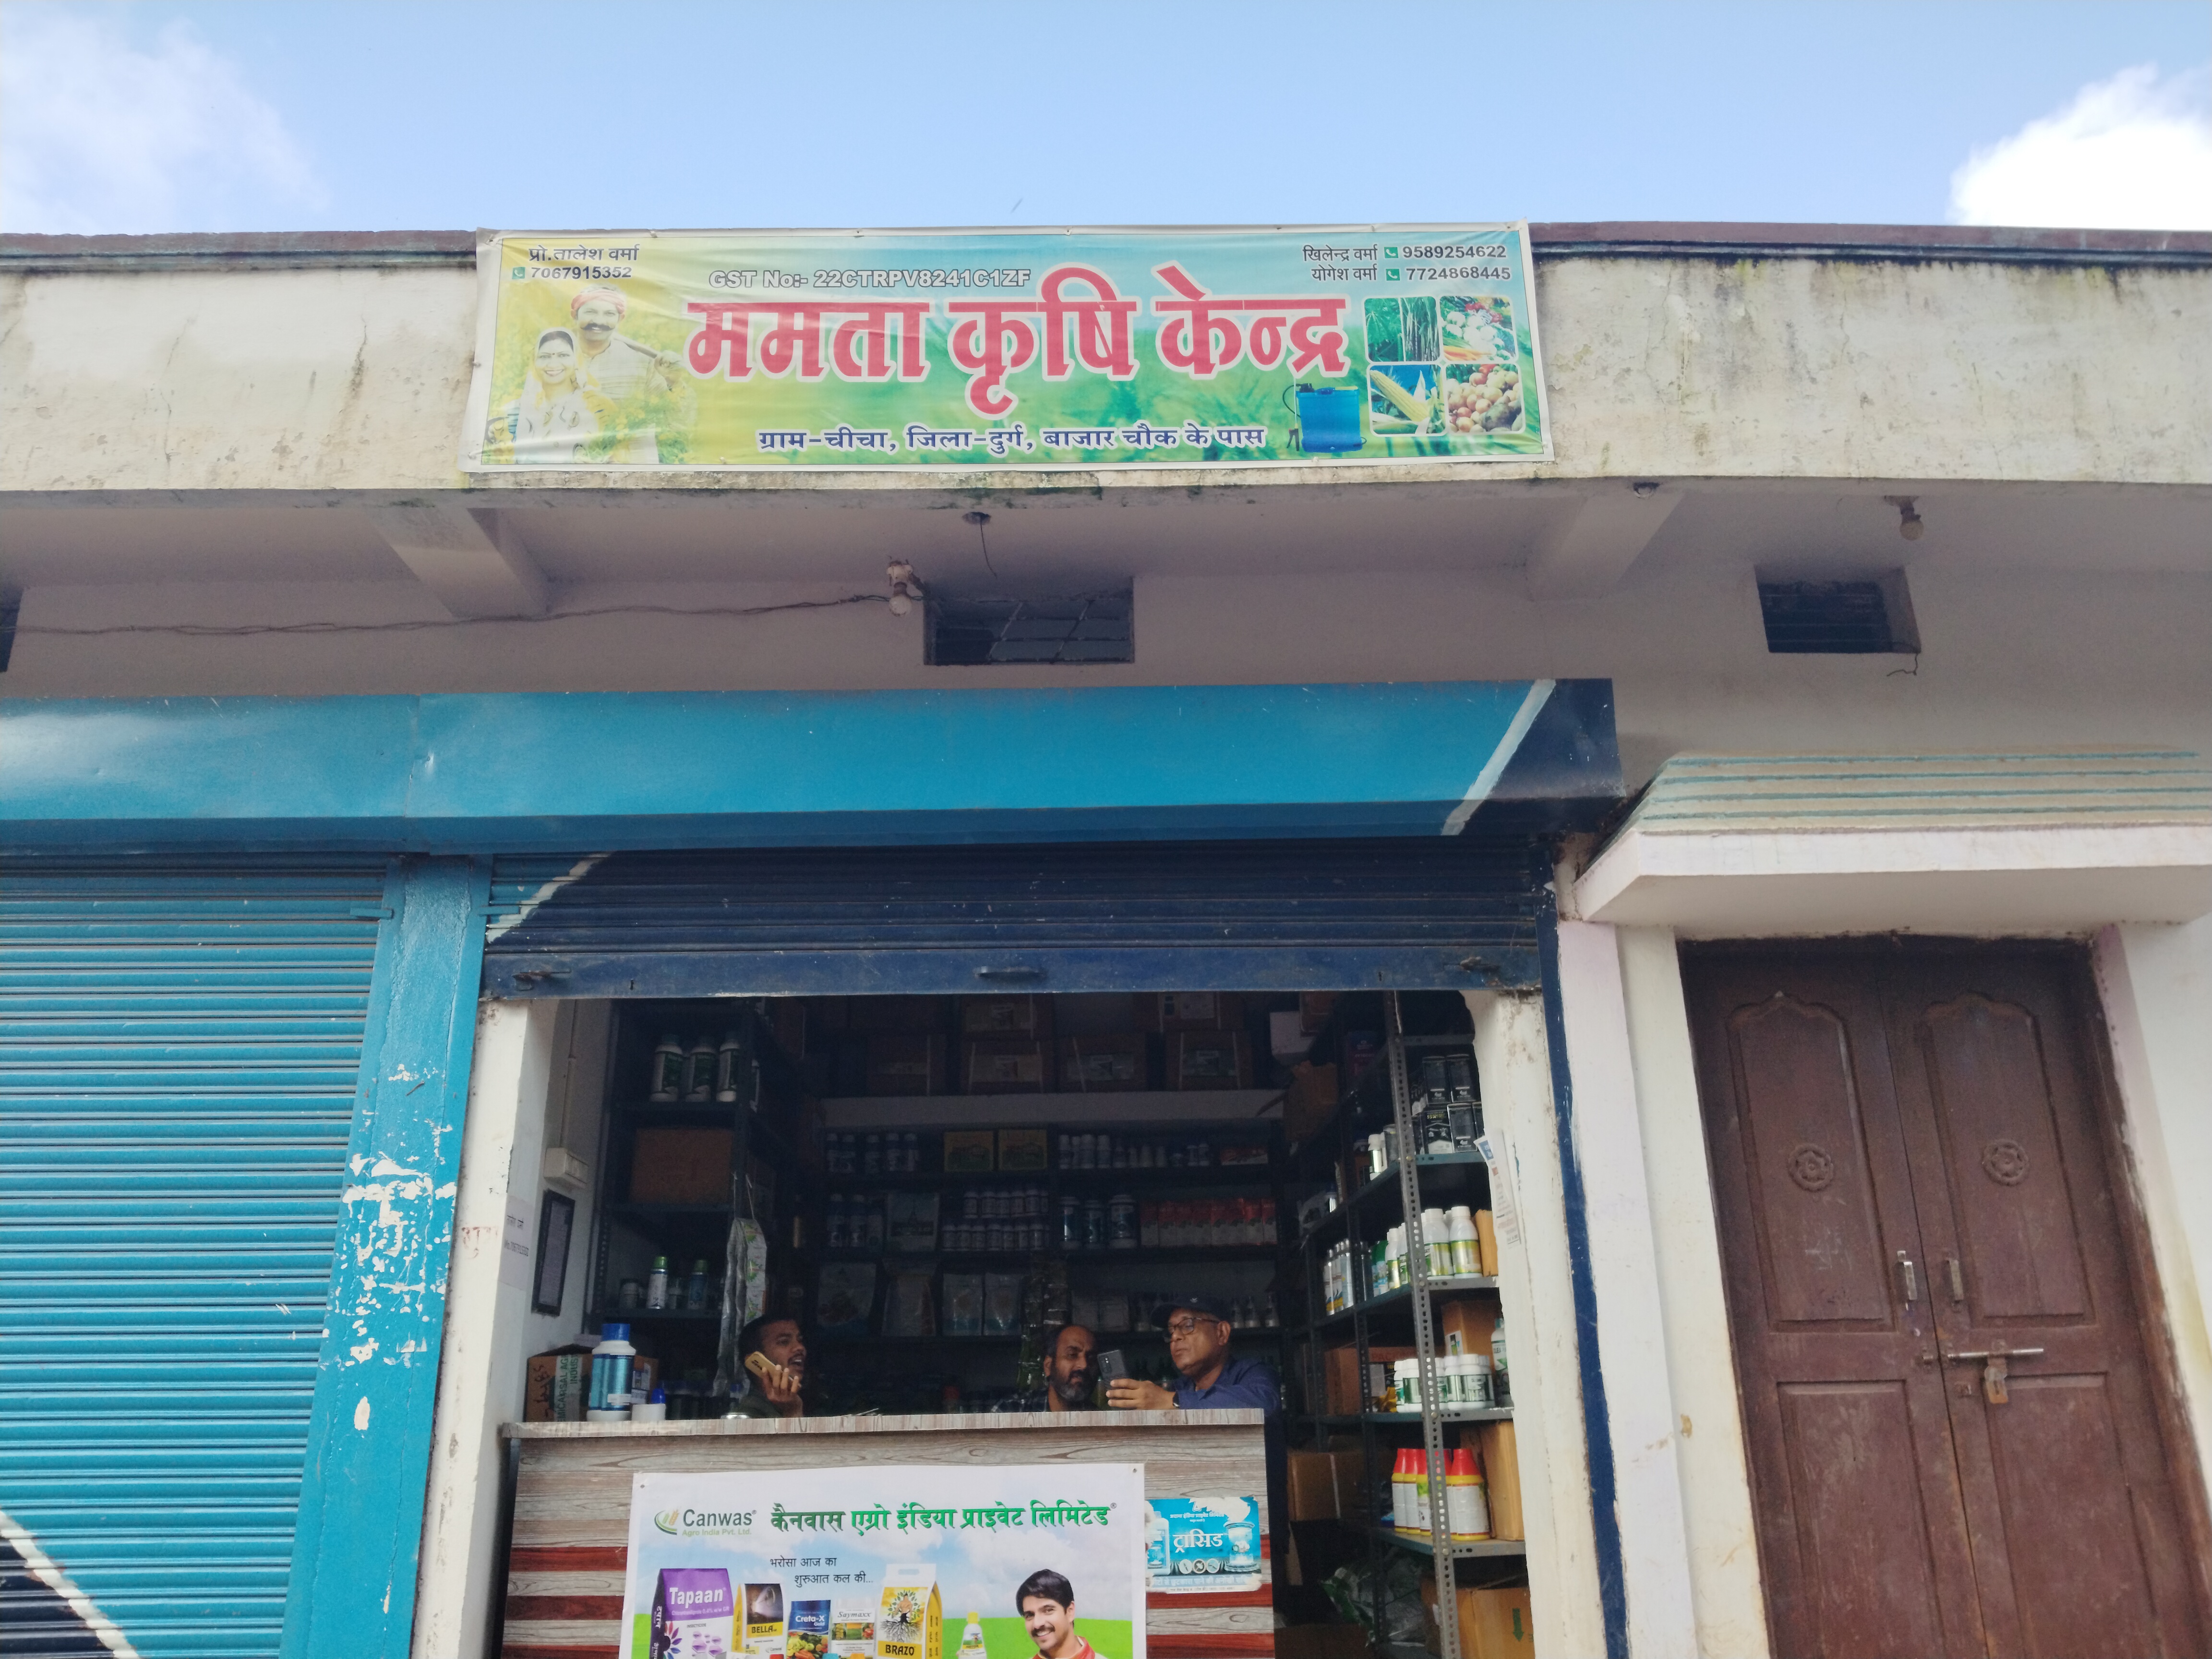 प्रो.तालेश वर्मा
7067915352
GST No:- 22CTRPV8241C1ZF
खिलेन्द्र वर्मा 9589254622
योगेश वर्मा 7724868445
ममता कृषि केन्द्र
ग्राम-चीचा, जिला-दुर्ग, बाजार चौक के पास
Canwas®
Agro India Pvt. Ltd.
कैनवास एग्रो इंडिया प्राइवेट लिमिटेड®
भरोसा आज का
शुरुआत कल की...
Tapaan
BELLA
Creto-X
Saymaxx
BRAZO
ट्रासिड